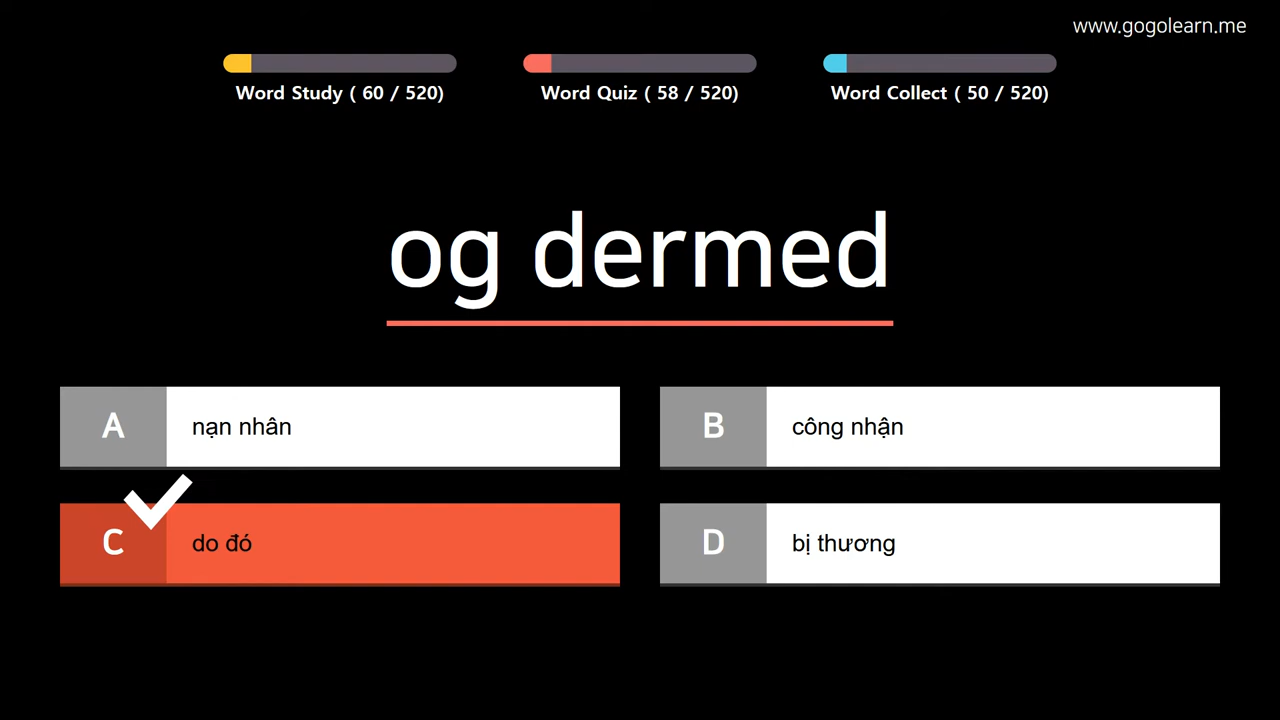 www.gogolearn.me
Word Study ( 60 / 520)
Word Quiz ( 58 / 520)
Word Collect ( 50 / 520)
og dermed
A nạn nhân
B công nhận
C do đó
D bị thương